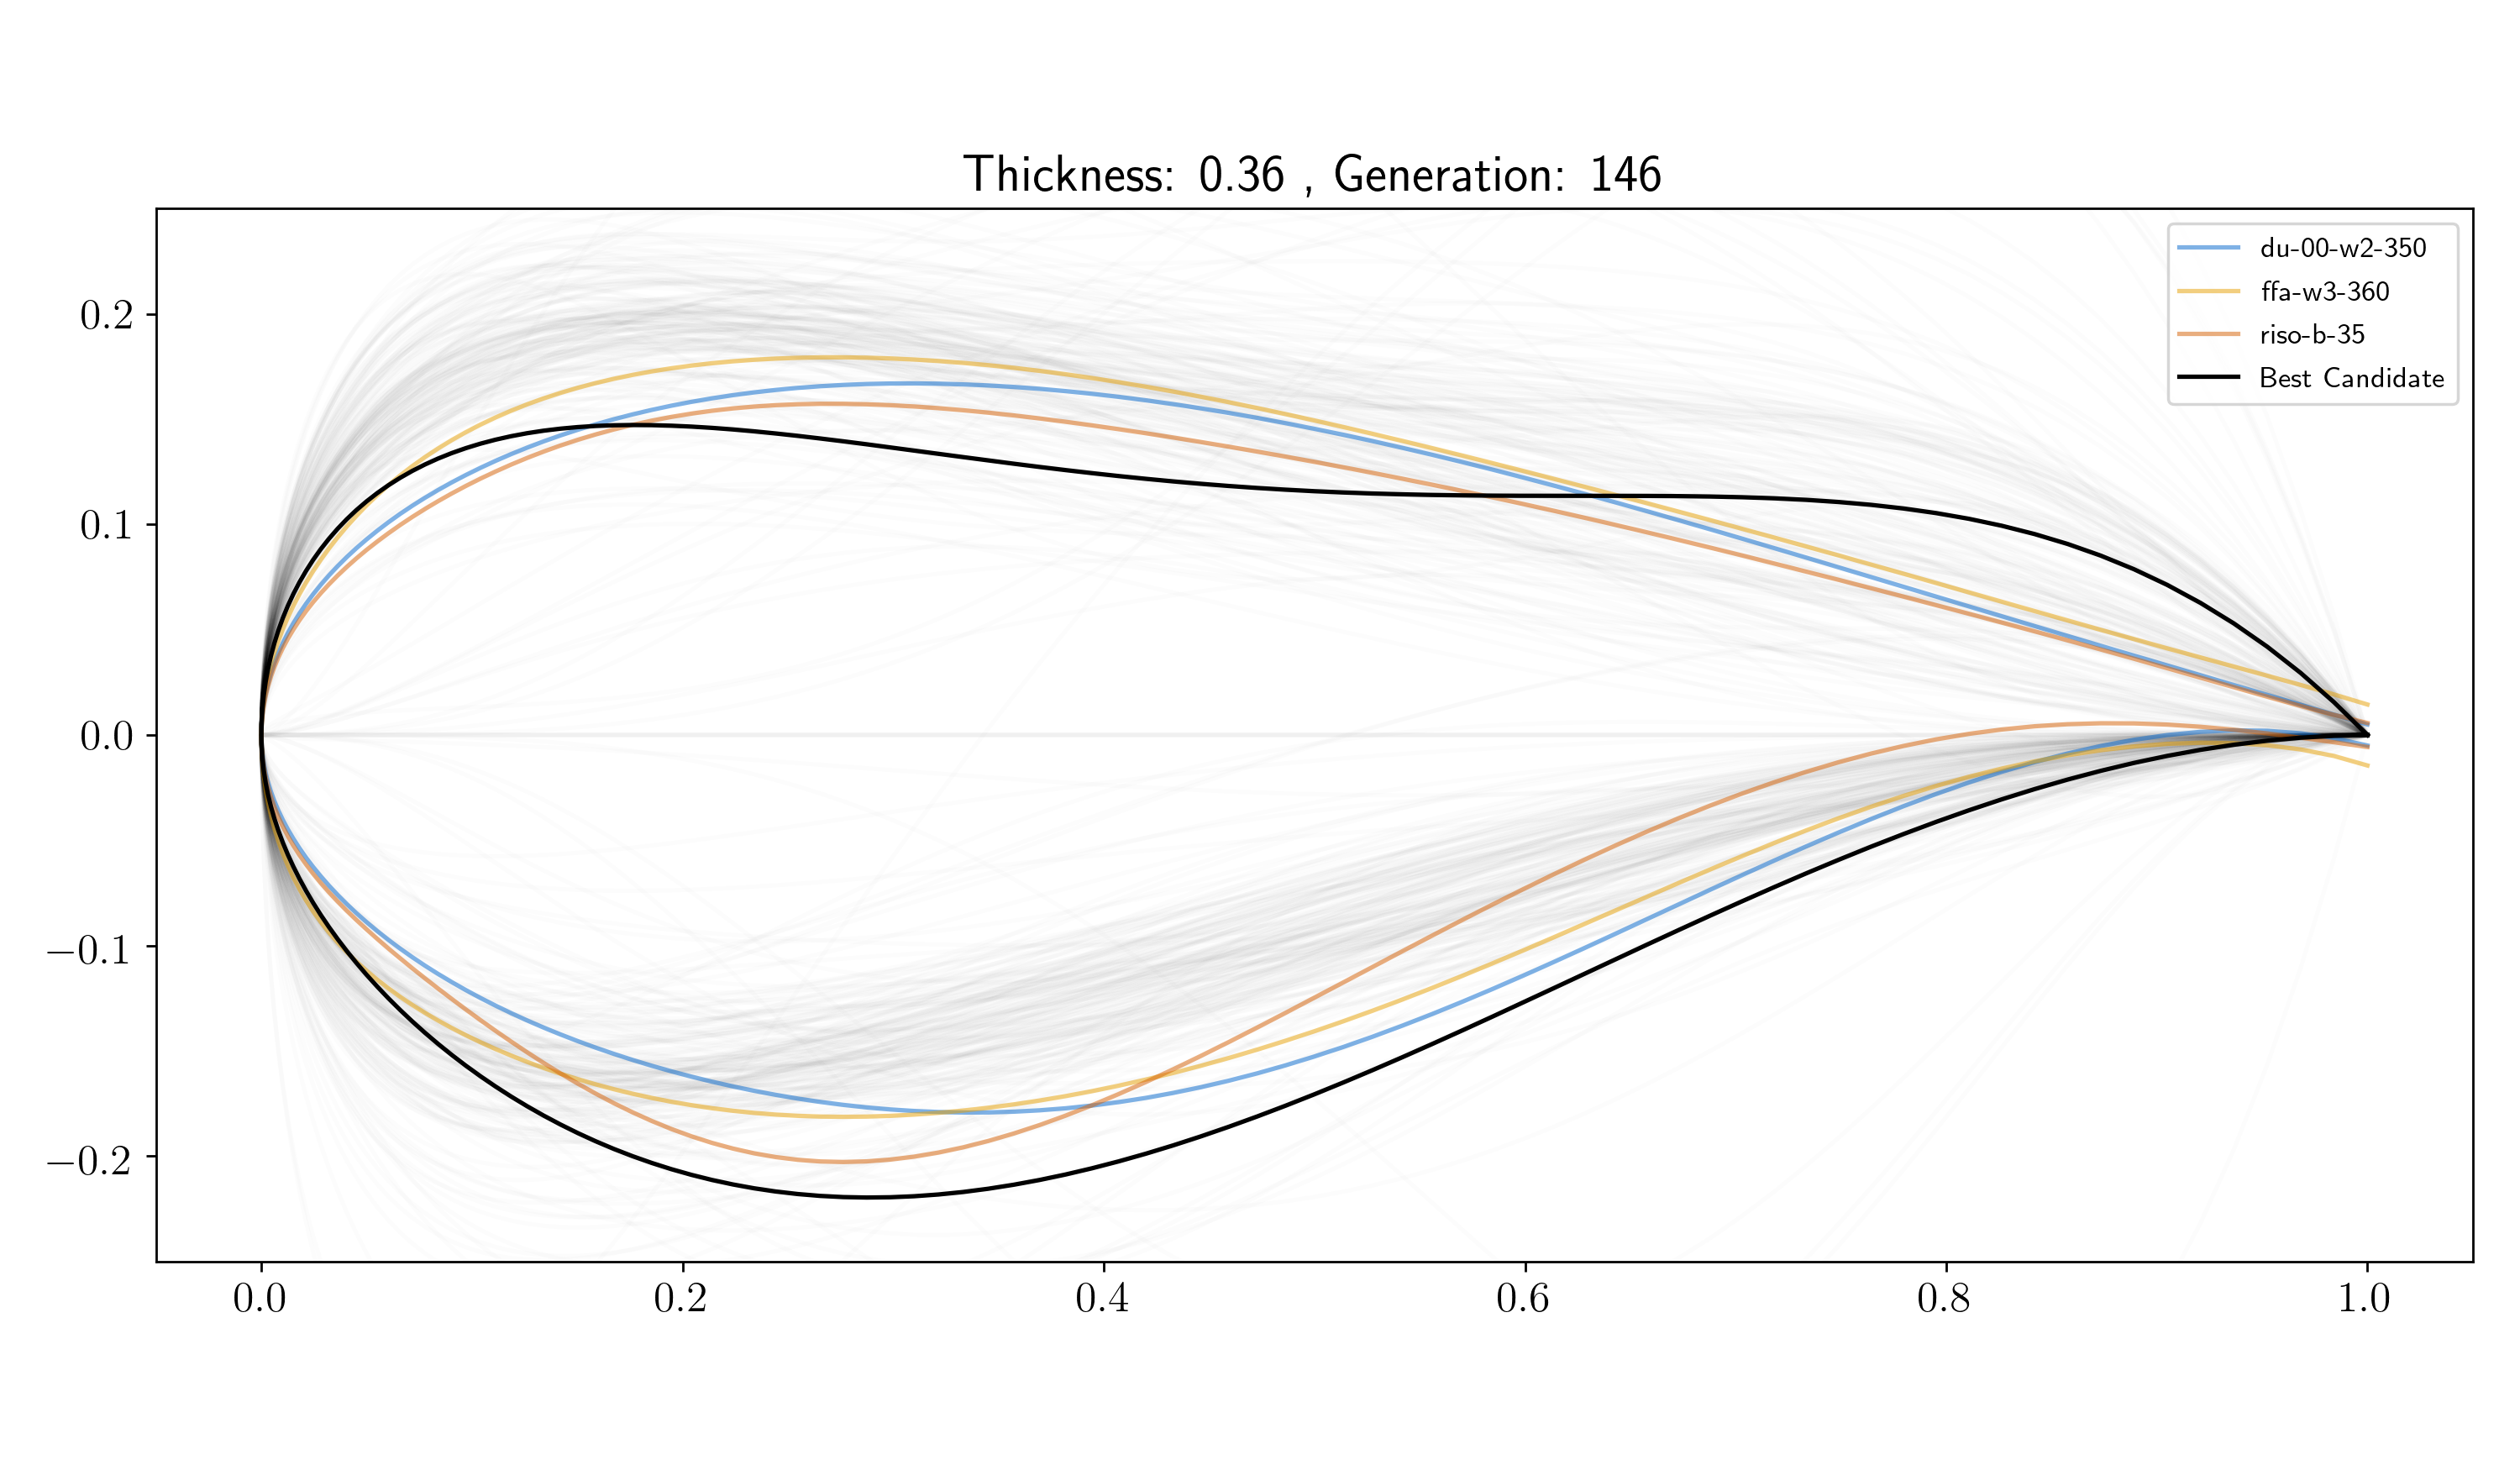 Thickness: 0.36 , Generation: 146
du-00-w2-350
ffa-w3-360
riso-b-35
Best Candidate
0.2
0.1
0.0
−0.1
−0.2
0.0 0.2 0.4 0.6 0.8 1.0